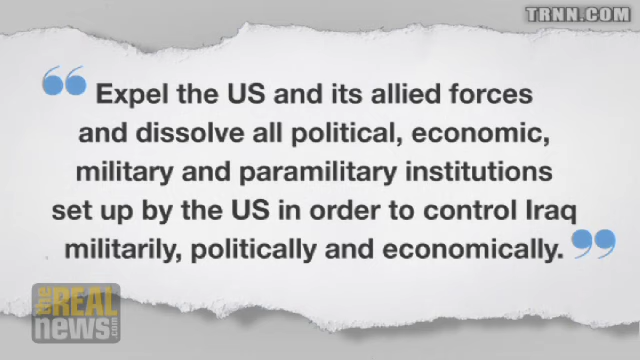 TRNN.COM
“Expel the US and its allied forces
and dissolve all political, economic,
military and paramilitary institutions
set up by the US in order to control Iraq
militarily, politically and economically.”
the REAL
news.com